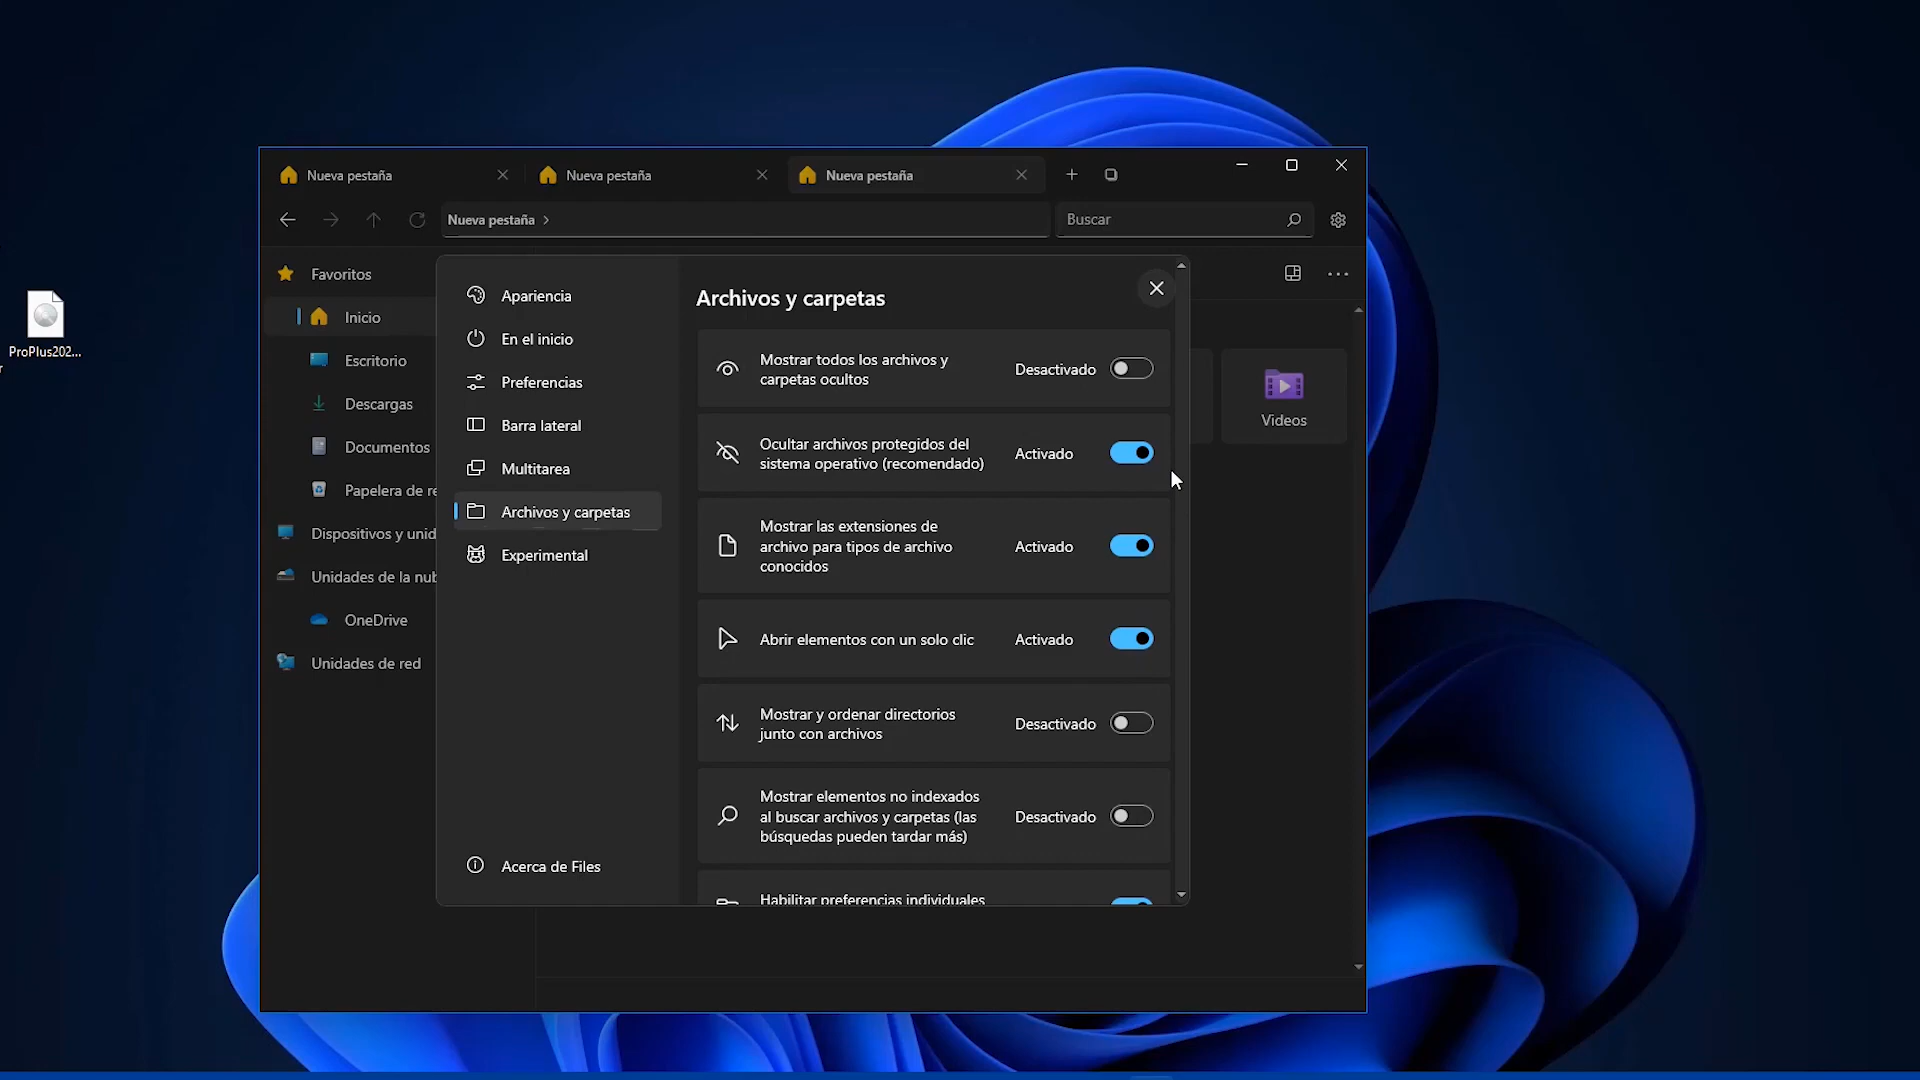 Nueva pestaña
Nueva pestaña
Nueva pestaña
Nueva pestaña
Buscar
Favoritos
Inicio
Escritorio
Descargas
Documentos
Papelera de re
Dispositivos y unid
Unidades de la nub
OneDrive
Unidades de red
Apariencia
En el inicio
Preferencias
Barra lateral
Multitarea
Archivos y carpetas
Experimental
Acerca de Files
Archivos y carpetas
Mostrar todos los archivos y
carpetas ocultos
Desactivado
Ocultar archivos protegidos del
sistema operativo (recomendado)
Activado
Mostrar las extensiones de
archivo para tipos de archivo
conocidos
Activado
Abrir elementos con un solo clic
Activado
Mostrar y ordenar directorios
junto con archivos
Desactivado
Mostrar elementos no indexados
al buscar archivos y carpetas (las
búsquedas pueden tardar más)
Desactivado
Habilitar preferencias individuales
Videos
ProPlus202...